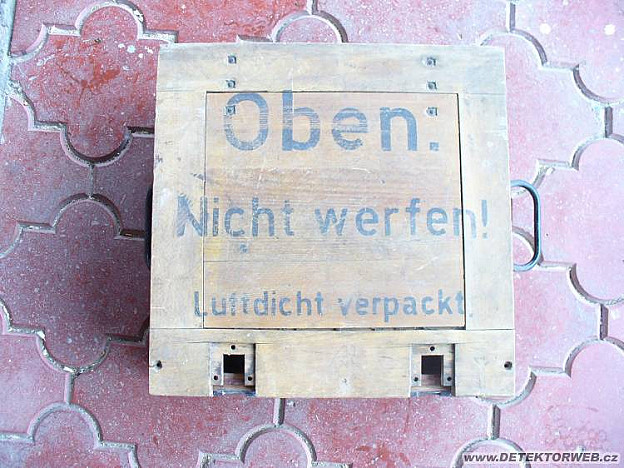 Oben.
Nicht werfen!
Luftdicht verpackt.
www.DETEKTORWEB.cz